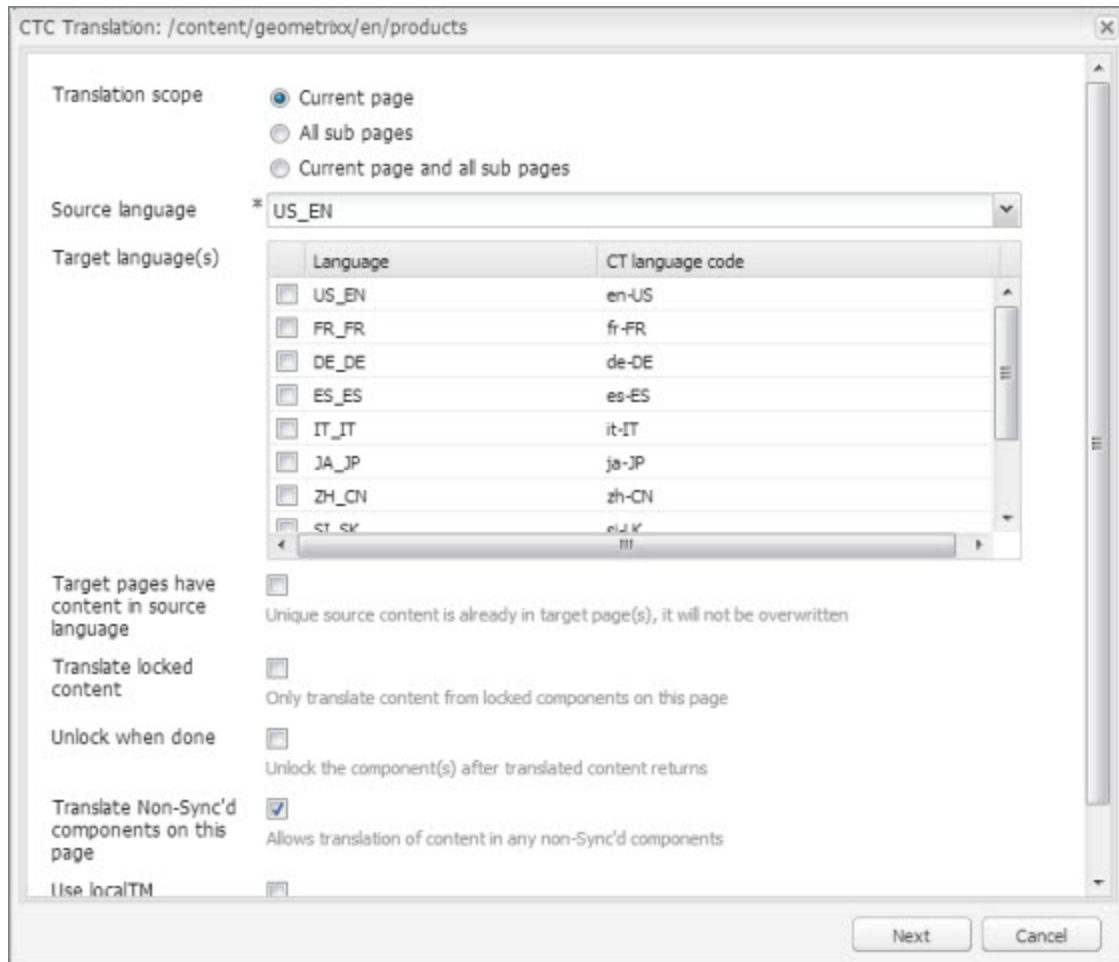 CTC Translation: /content/geometrixx/en/products
Translation scope
Current page
All sub pages
Current page and all sub pages
Source language * US_EN
Target language(s)
Language CT language code
US_EN en-US
FR_FR fr-FR
DE_DE de-DE
ES_ES es-ES
IT_IT it-IT
JA_JP ja-JP
ZH_CN zh-CN
SI_SK si-LK
Target pages have
content in source
language
Unique source content is already in target page(s), it will not be overwritten
Translate locked
content
Only translate content from locked components on this page
Unlock when done
Unlock the component(s) after translated content returns
Translate Non-Sync'd
components on this
page
Allows translation of content in any non-Sync'd components
Use localTM
Next Cancel